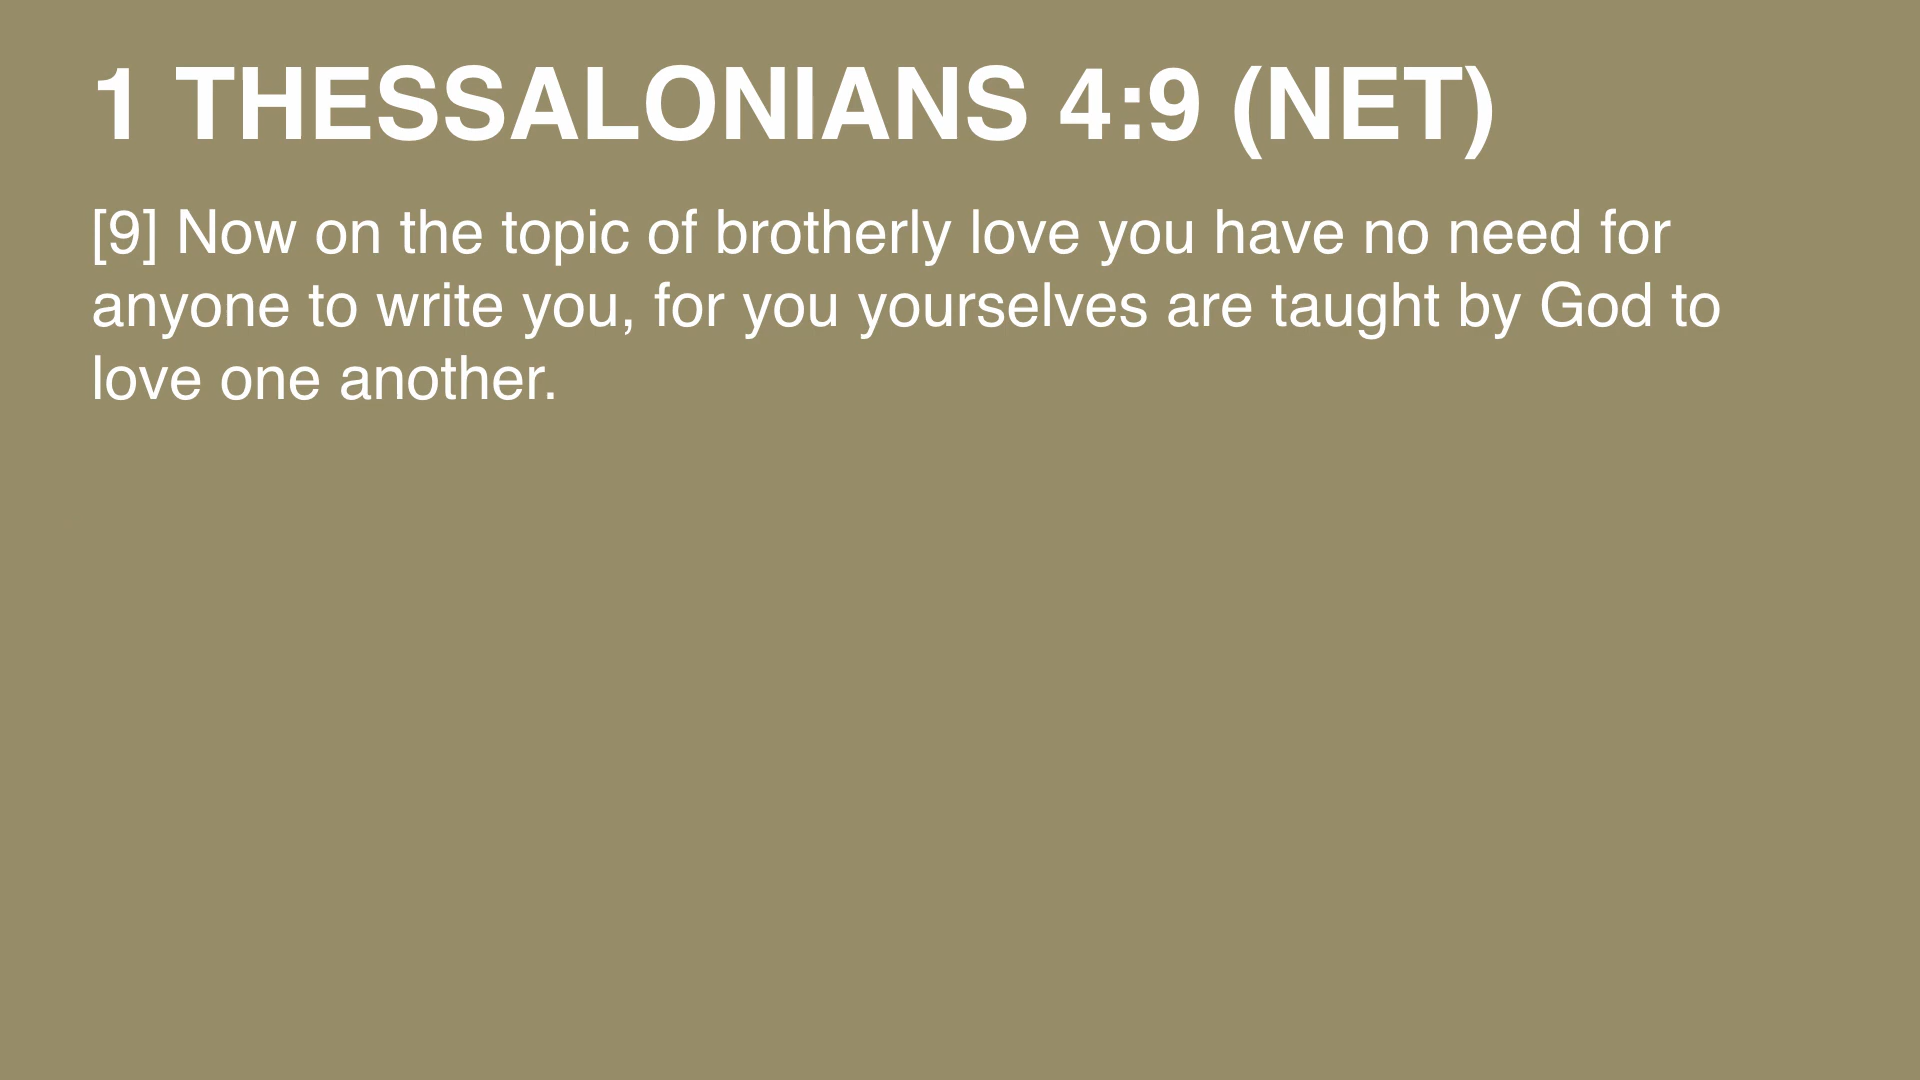 1 THESSALONIANS 4:9 (NET)
[9] Now on the topic of brotherly love you have no need for
anyone to write you, for you yourselves are taught by God to
love one another.